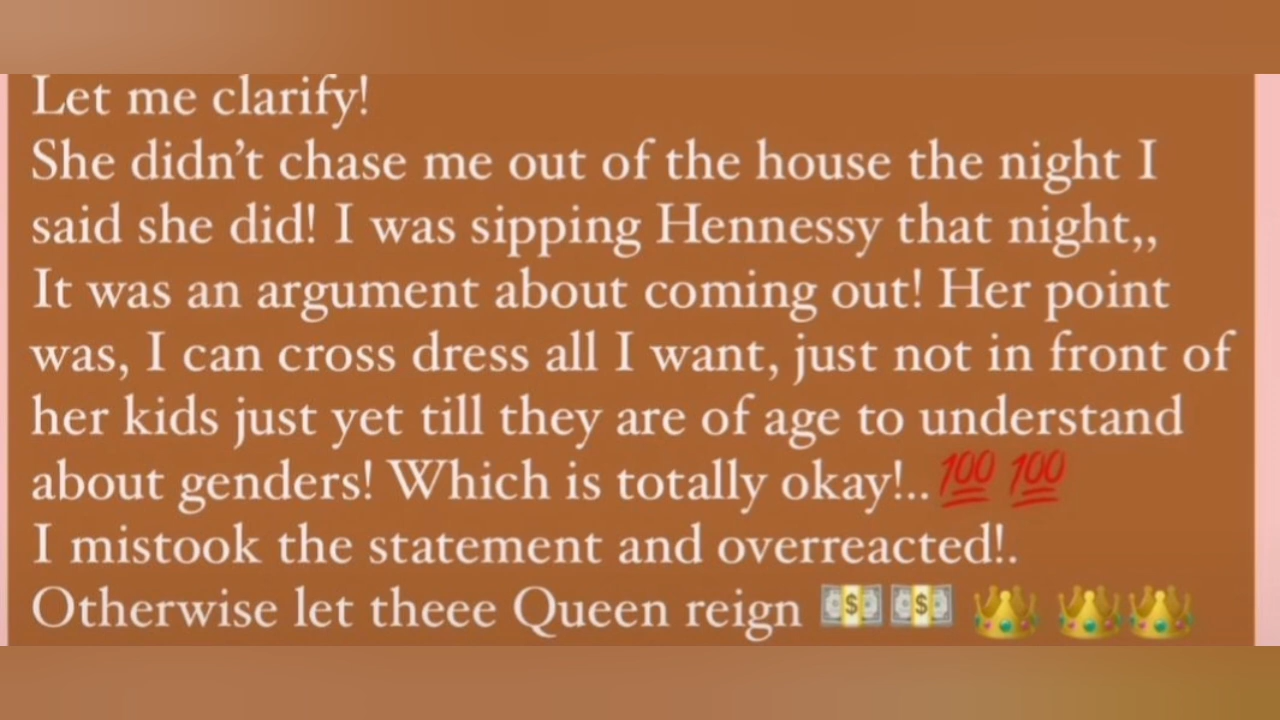 Let me clarify!
She didn’t chase me out of the house the night I
said she did! I was sipping Hennessy that night,,
It was an argument about coming out! Her point
was, I can cross dress all I want, just not in front of
her kids just yet till they are of age to understand
about genders! Which is totally okay!..💯💯
I mistook the statement and overreacted!.
Otherwise let theee Queen reign 💵💵 👑👑👑